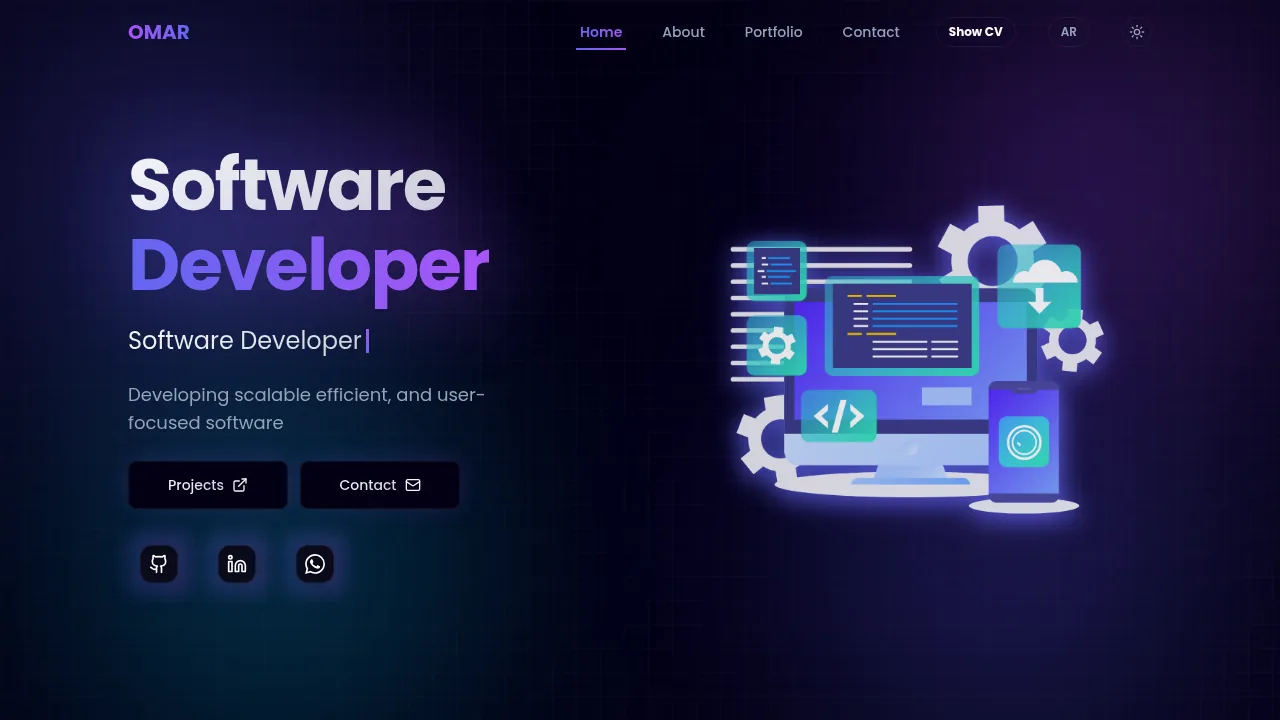 OMAR
Home
About
Portfolio
Contact
Show CV
AR
Software
Developer
Software Developer
Developing scalable efficient, and user-
focused software
Projects
Contact
</>